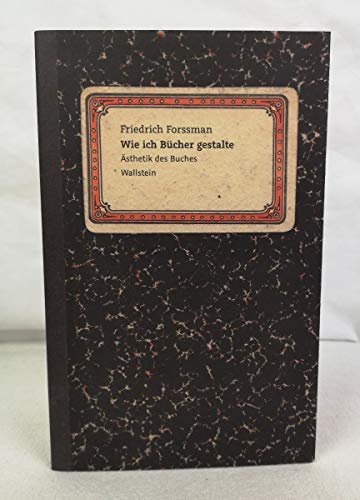 Friedrich Forssman
Wie ich Bücher gestalte
Ästhetik des Buches
Wallstein